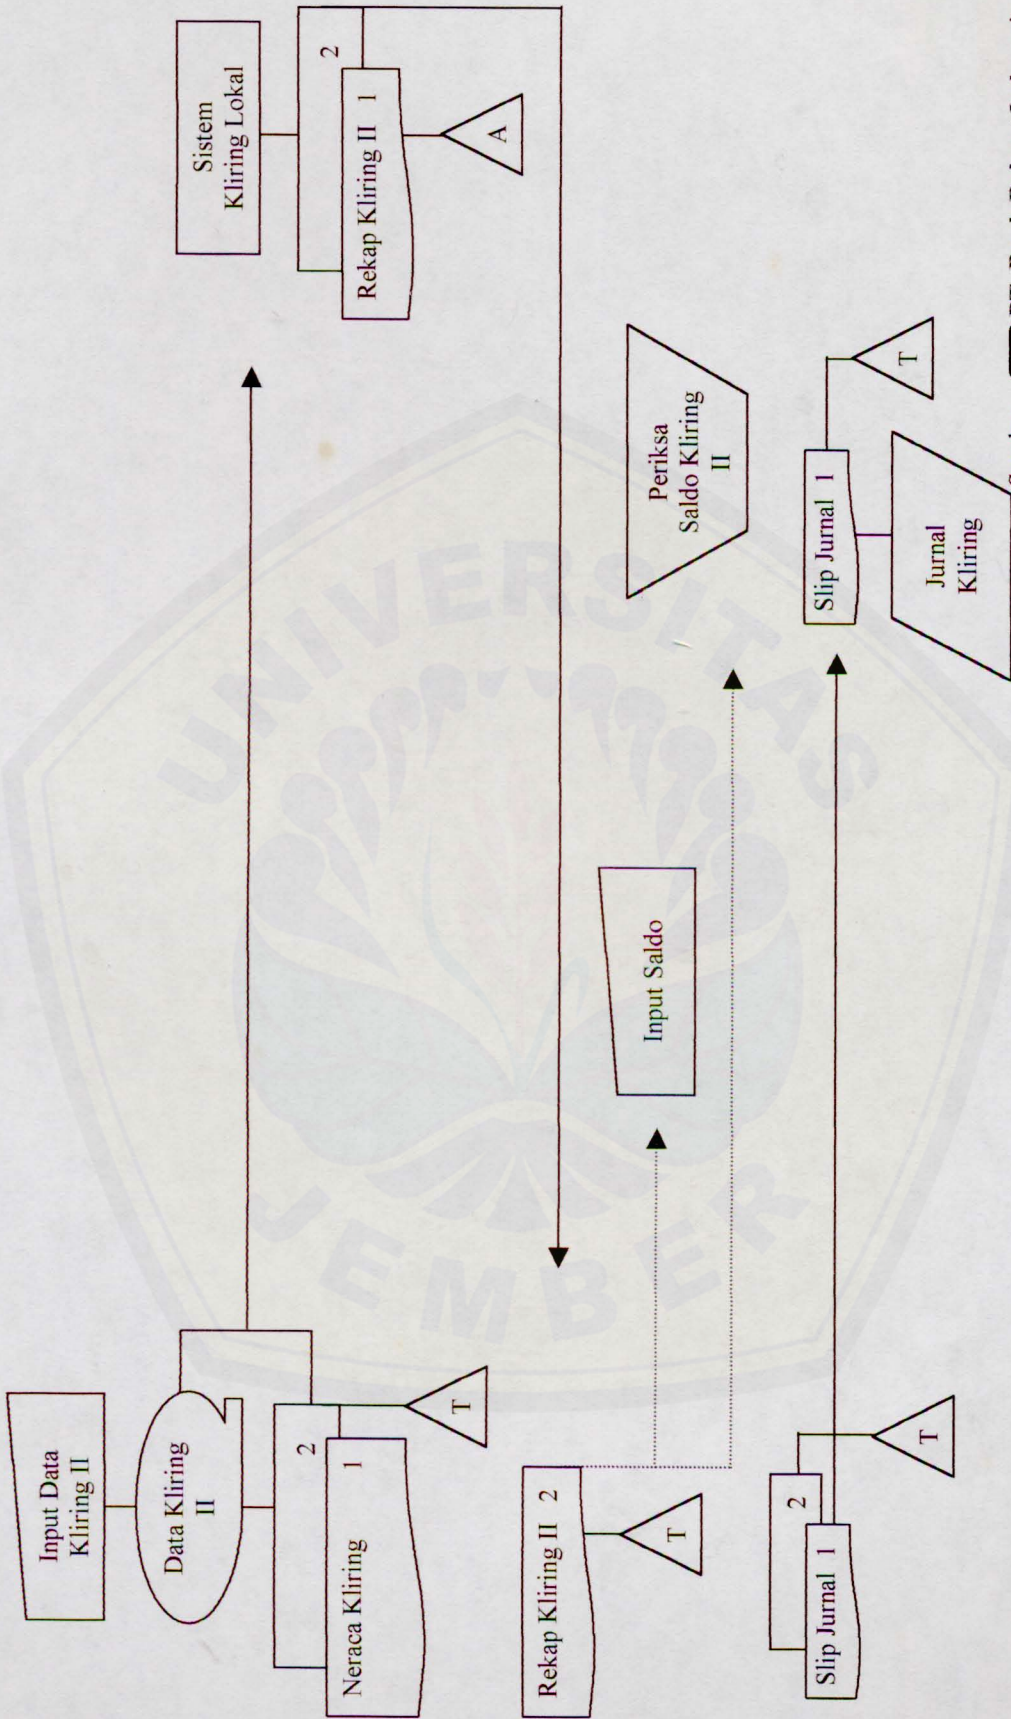 Input Data
Kliring II
Data Kliring
II
2
Neraca Kliring 1
T
Sistem
Kliring Lokal
2
Rekap Kliring II 1
A
Rekap Kliring II 2
T
Input Saldo
Periksa
Saldo Kliring
II
2
Slip Jurnal 1
T
Slip Jurnal 1
T
Jurnal
Kliring
UNIVERSITAS
JEMBER